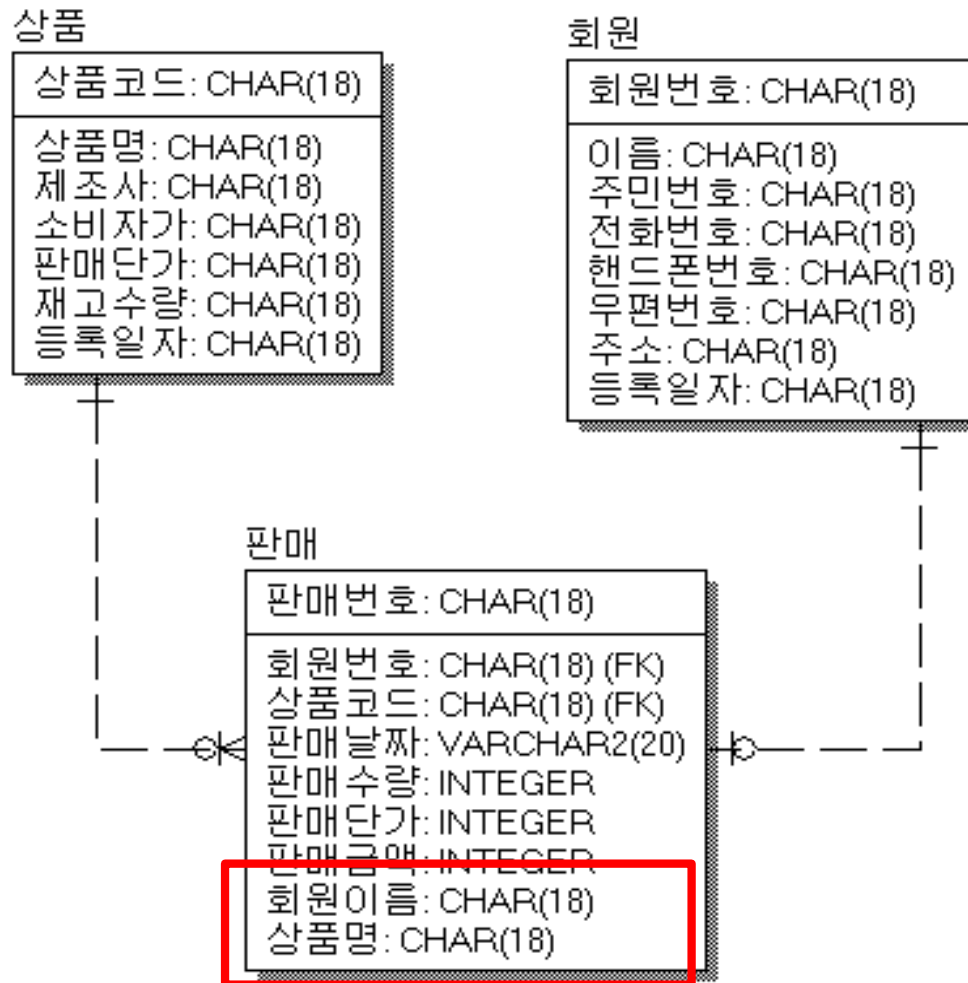 상품
상품코드: CHAR(18)
상품명: CHAR(18)
제조사: CHAR(18)
소비자가: CHAR(18)
판매단가: CHAR(18)
재고수량: CHAR(18)
등록일자: CHAR(18)
회원
회원번호: CHAR(18)
이름: CHAR(18)
주민번호: CHAR(18)
전화번호: CHAR(18)
핸드폰번호: CHAR(18)
우편번호: CHAR(18)
주소: CHAR(18)
등록일자: CHAR(18)
판매
판매번호: CHAR(18)
회원번호: CHAR(18) (FK)
상품코드: CHAR(18) (FK)
판매날짜: VARCHAR2(20)
판매수량: INTEGER
판매단가: INTEGER
판매금액: INTEGER
회원이름: CHAR(18)
상품명: CHAR(18)